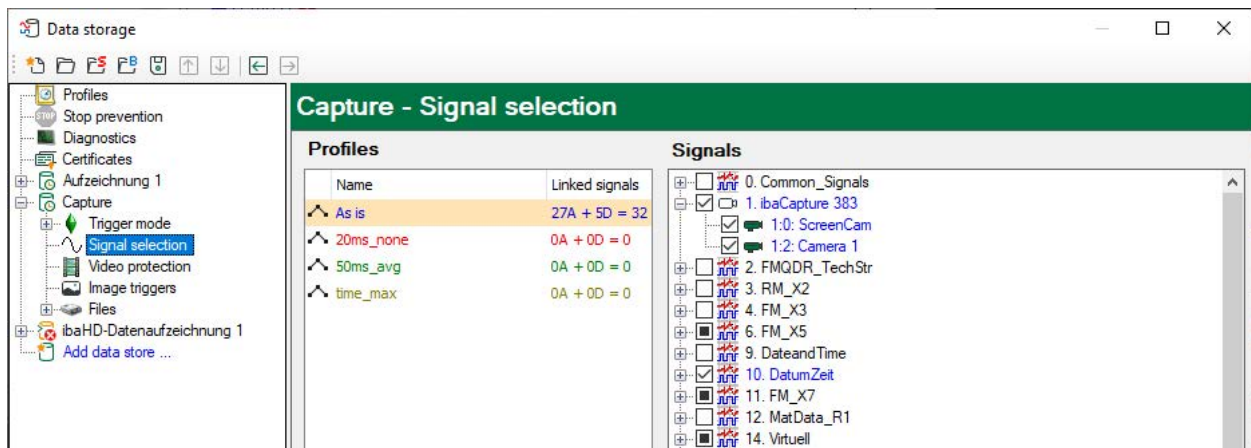 Data storage
Profiles
Stop prevention
Diagnostics
Certificates
Aufzeichnung 1
Capture
Trigger mode
Signal selection
Video protection
Image triggers
Files
ibaHD-Datenaufzeichnung 1
Add data store ...
Capture - Signal selection
Profiles
Name Linked signals
As is 27A + 5D = 32
20ms_none 0A + 0D = 0
50ms_avg 0A + 0D = 0
time_max 0A + 0D = 0
Signals
0. Common_Signals
1. ibaCapture 383
1:0: ScreenCam
1:2: Camera 1
2. FMQDR_TechStr
3. RM_X2
4. FM_X3
6. FM_X5
9. DateandTime
10. DatumZeit
11. FM_X7
12. MatData_R1
14. Virtuell